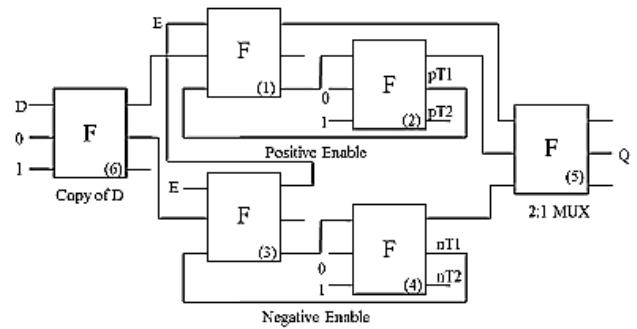 E
F
(1)
F
pT1
0
1
pT2
(2)
D
0
F
1
(6)
Copy of D
Positive Enable
F
Q
(5)
2:1 MUX
E
F
(3)
F
nT1
0
1
nT2
(4)
Negative Enable